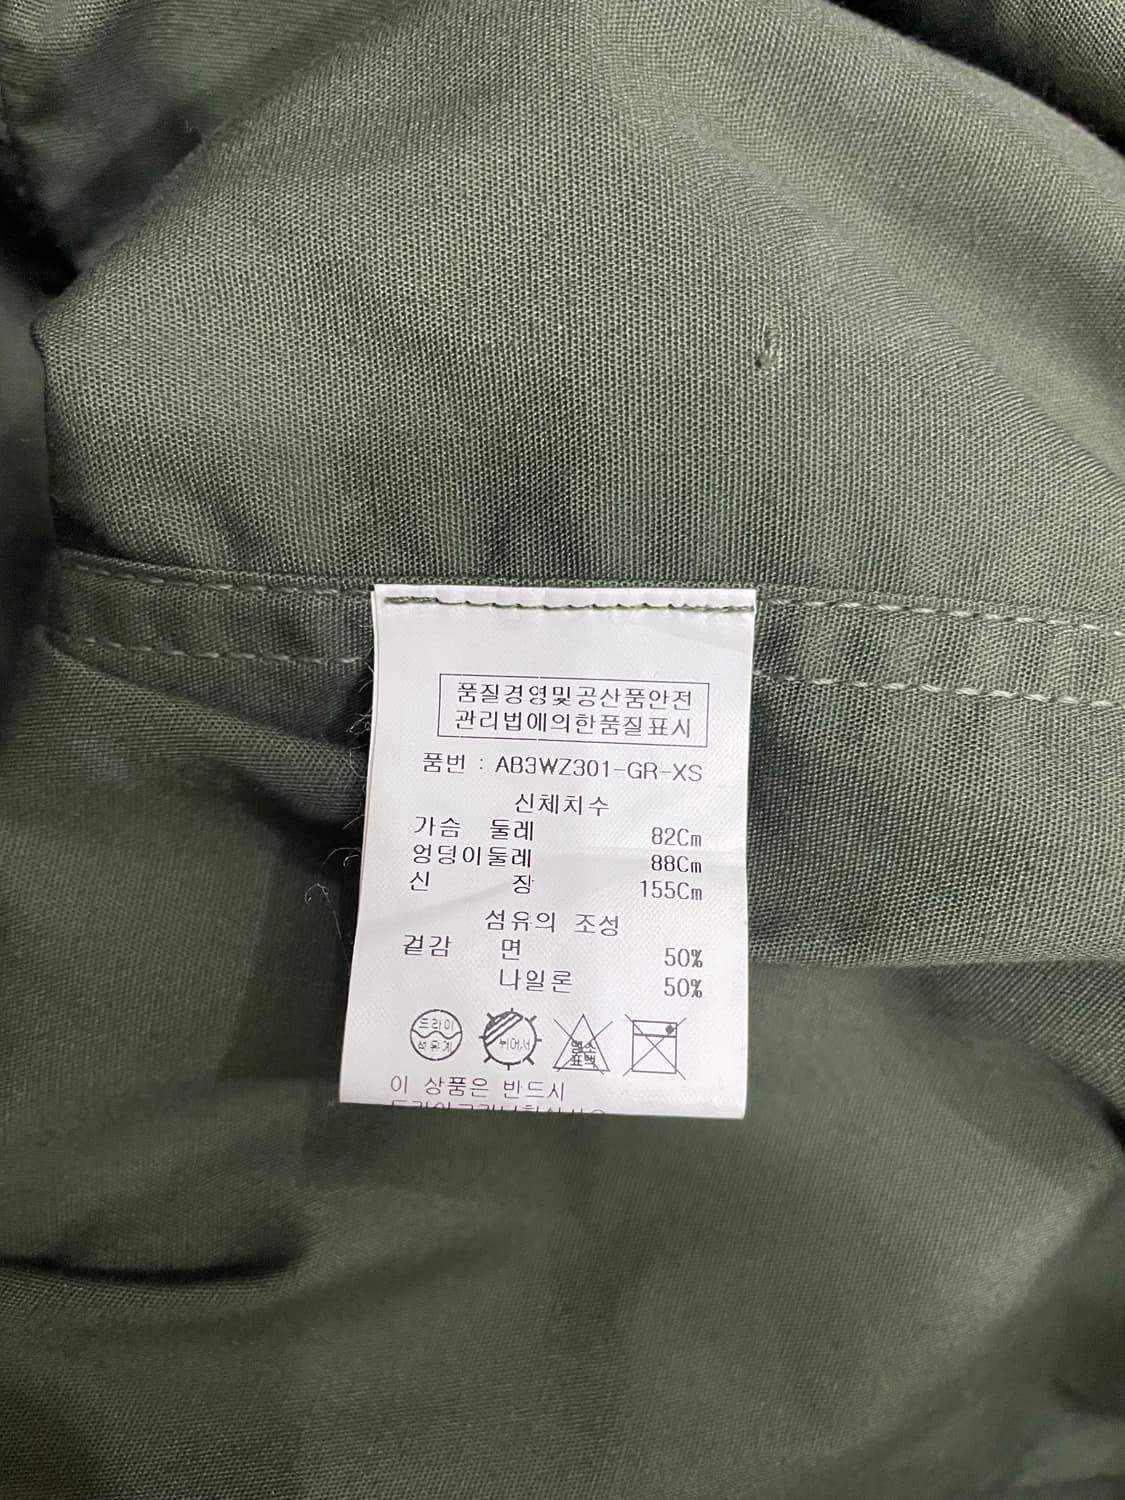 품질경영및공산품안전
관리법에의한품질표시
품번 : AB3WZ301-GR-XS
신체치수
가슴 둘레 82Cm
엉덩이둘레 88Cm
신 장 155Cm
섬유의 조성
겉감 면 50%
나일론 50%
드라이 뉘어서 염소
석유계 표백
이 상품은 반드시